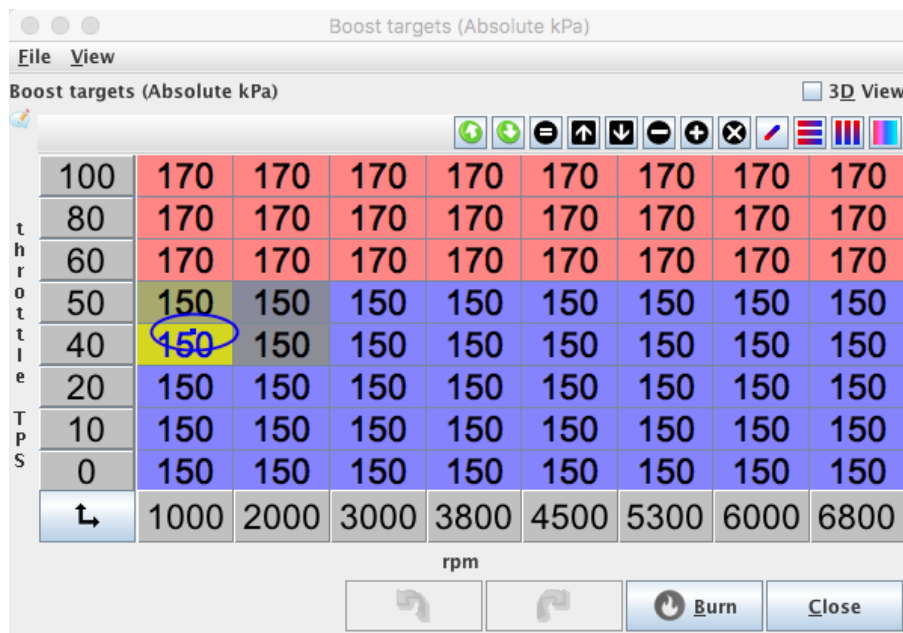 Boost targets (Absolute kPa)
File View
Boost targets (Absolute kPa) 3D View
100 170 170 170 170 170 170 170 170
80 170 170 170 170 170 170 170 170
60 170 170 170 170 170 170 170 170
50 150 150 150 150 150 150 150 150
40 150 150 150 150 150 150 150 150
20 150 150 150 150 150 150 150 150
10 150 150 150 150 150 150 150 150
0 150 150 150 150 150 150 150 150
throttle TPS
1000 2000 3000 3800 4500 5300 6000 6800
rpm
Burn Close